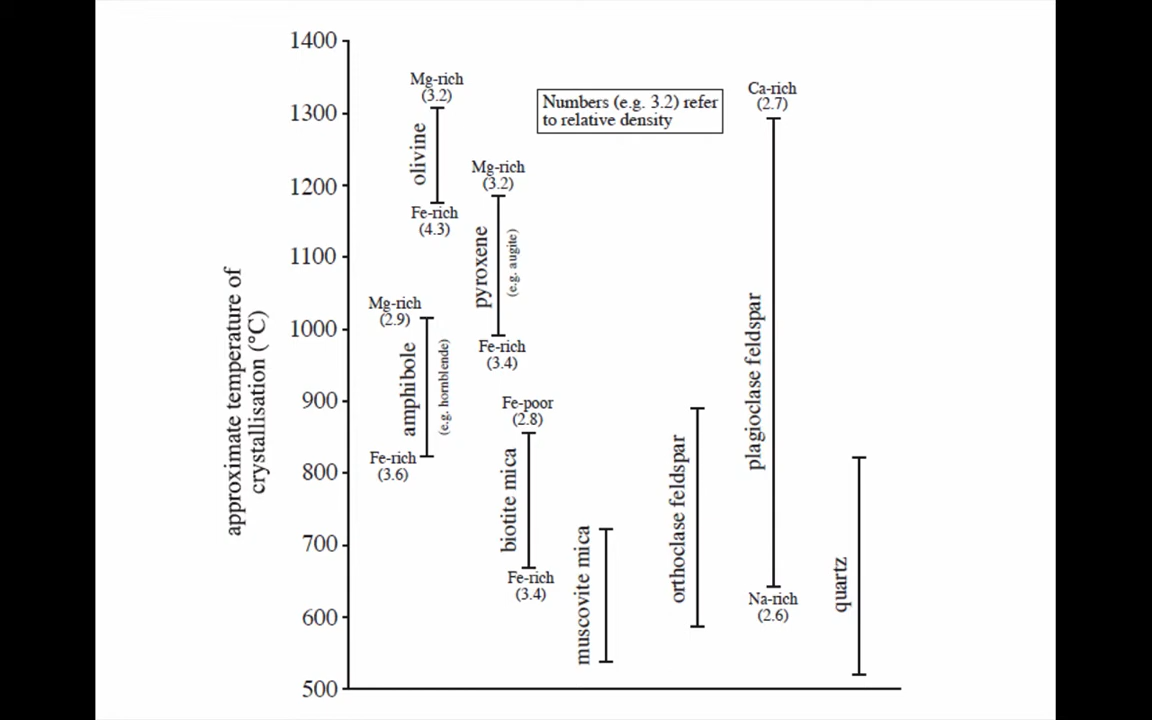 1400
1300
1200
1100
1000
900
800
700
600
500
approximate temperature of
crystallisation (°C)
Mg-rich
(3.2)
olivine
Fe-rich
(4.3)
Mg-rich
(3.2)
pyroxene
(e.g. augite)
Fe-rich
(3.4)
Mg-rich
(2.9)
amphibole
(e.g. hornblende)
Fe-rich
(3.6)
Fe-poor
(2.8)
biotite mica
Fe-rich
(3.4)
muscovite mica
orthoclase feldspar
Numbers (e.g. 3.2) refer
to relative density
Ca-rich
(2.7)
plagioclase feldspar
Na-rich
(2.6)
quartz